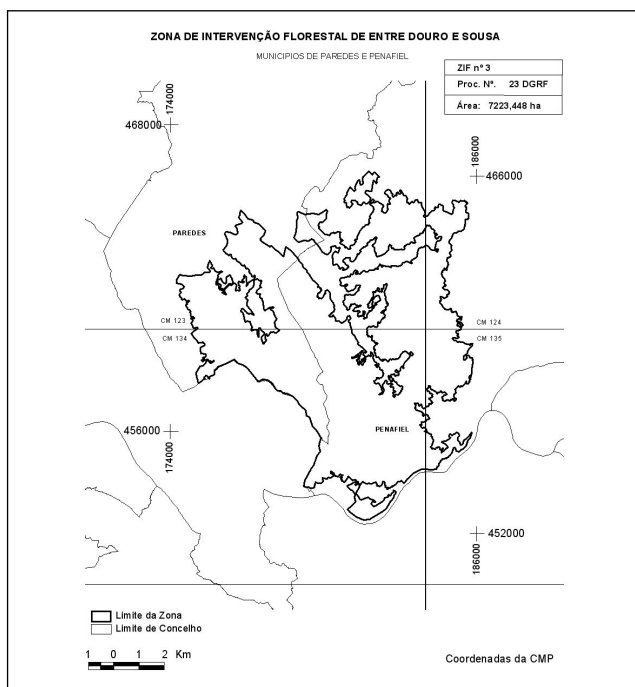 ZONA DE INTERVENÇÃO FLORESTAL DE ENTRE DOURO E SOUSA
MUNICIPIOS DE PAREDES E PENAFIEL
ZIF nº 3
Proc. Nº. 23 DGRF
Área: 7223,448 ha
174000
468000
186000
466000
PAREDES
CM 123
CM 124
CM 134
CM 135
PENAFIEL
456000
174000
452000
186000
Limite da Zona
Limite de Concelho
1 0 1 2 Km
Coordenadas da CMP